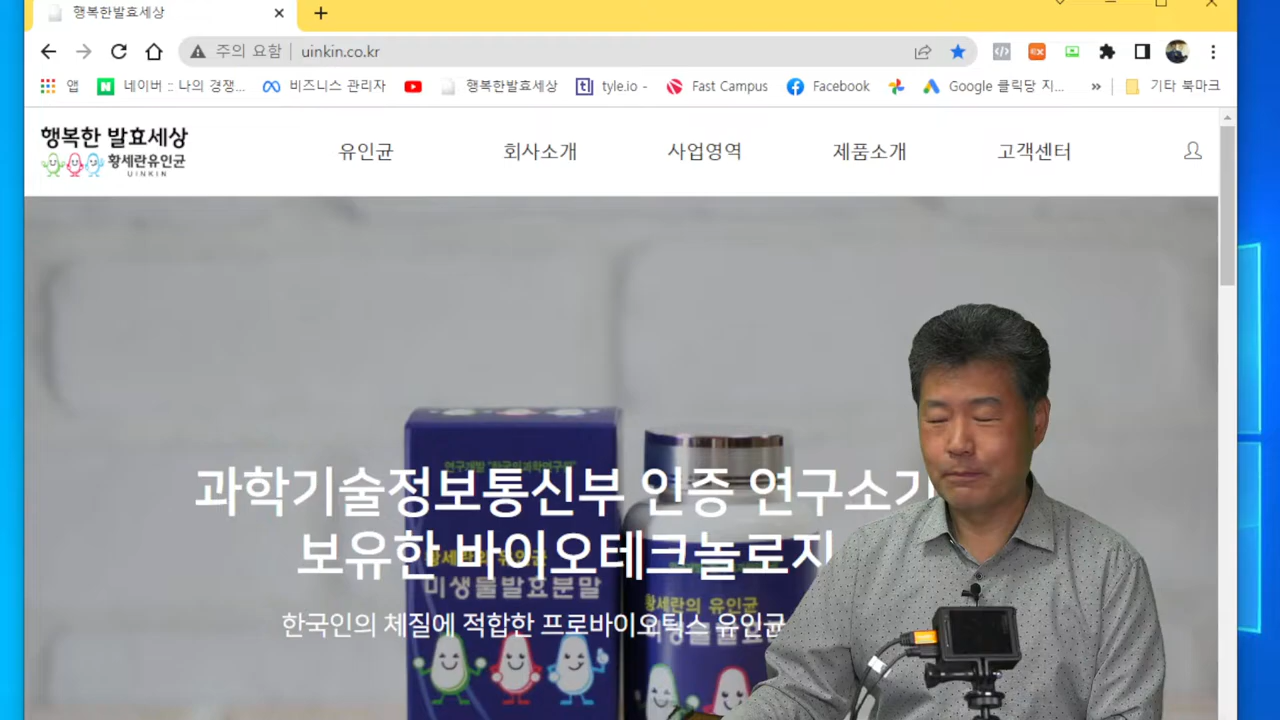 행복한발효세상
주의 요함 uinkin.co.kr
앱 네이버 :: 나의 경쟁... 비즈니스 관리자 행복한발효세상 tyle.io - Fast Campus Facebook Google 클릭당 지... » 기타 북마크
행복한 발효세상
황세란유인균
UINKIN
유인균 회사소개 사업영역 제품소개 고객센터
과학기술정보통신부 인증 연구소
보유한 바이오테크놀로지
한국인의 체질에 적합한 프로바이오틱스 유인균
미생물발효분말
황세란의 유인균